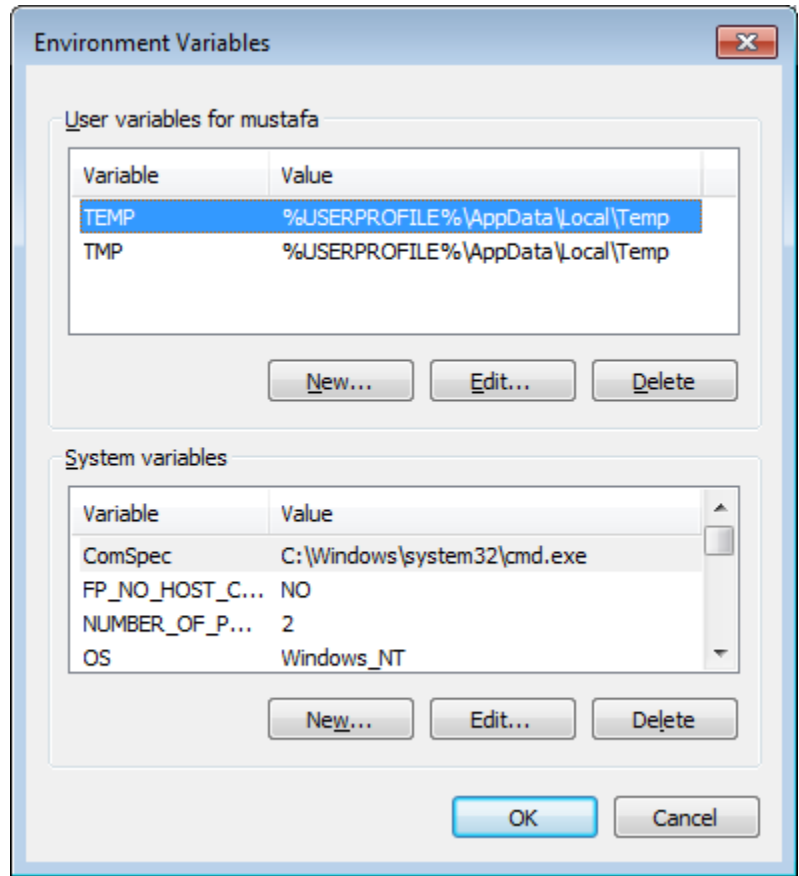 Environment Variables
User variables for mustafa
Variable Value
TEMP %USERPROFILE%\AppData\Local\Temp
TMP %USERPROFILE%\AppData\Local\Temp
New... Edit... Delete
System variables
Variable Value
ComSpec C:\Windows\system32\cmd.exe
FP_NO_HOST_C... NO
NUMBER_OF_P... 2
OS Windows_NT
New... Edit... Delete
OK Cancel